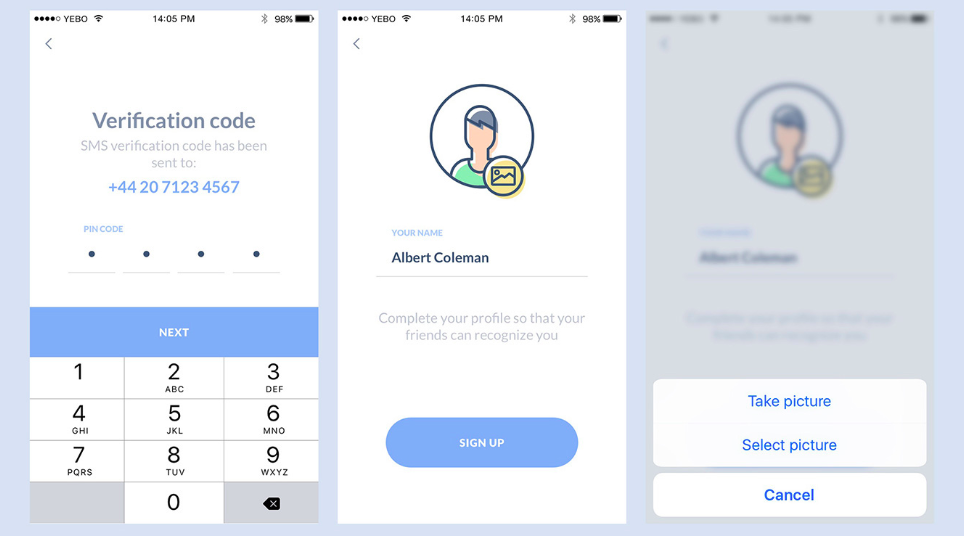 YEBO 14:05 PM 98%
Verification code
SMS verification code has been
sent to:
+44 20 7123 4567
PIN CODE
NEXT
1
2
ABC
3
DEF
4
GHI
5
JKL
6
MNO
7
PQRS
8
TUV
9
WXYZ
0
YEBO 14:05 PM 98%
YOUR NAME
Albert Coleman
Complete your profile so that your
friends can recognize you
SIGN UP
YOUR NAME
Albert Coleman
Complete your profile so that your
friends can recognize you
Take picture
Select picture
Cancel